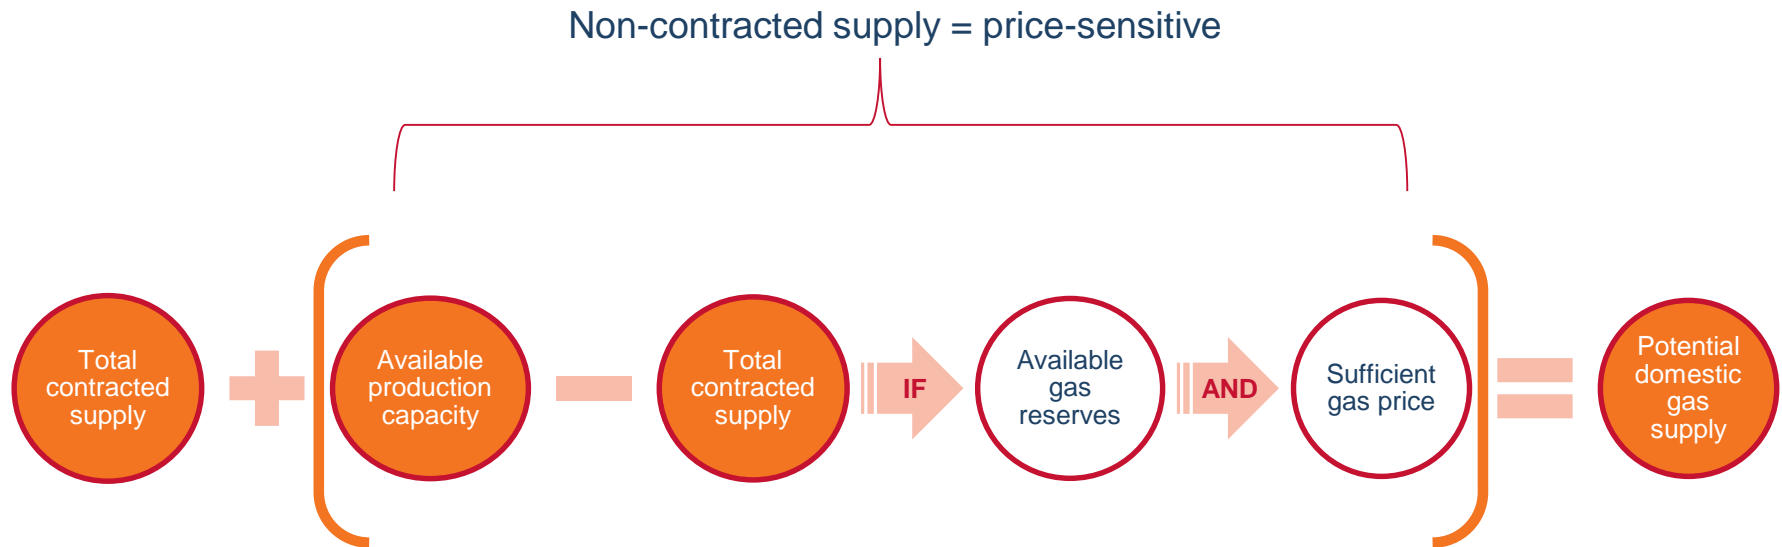 Non-contracted supply = price-sensitive
Total
contracted
supply
Available
production
capacity
Total
contracted
supply
IF
Available
gas
reserves
AND
Sufficient
gas price
Potential
domestic
gas
supply